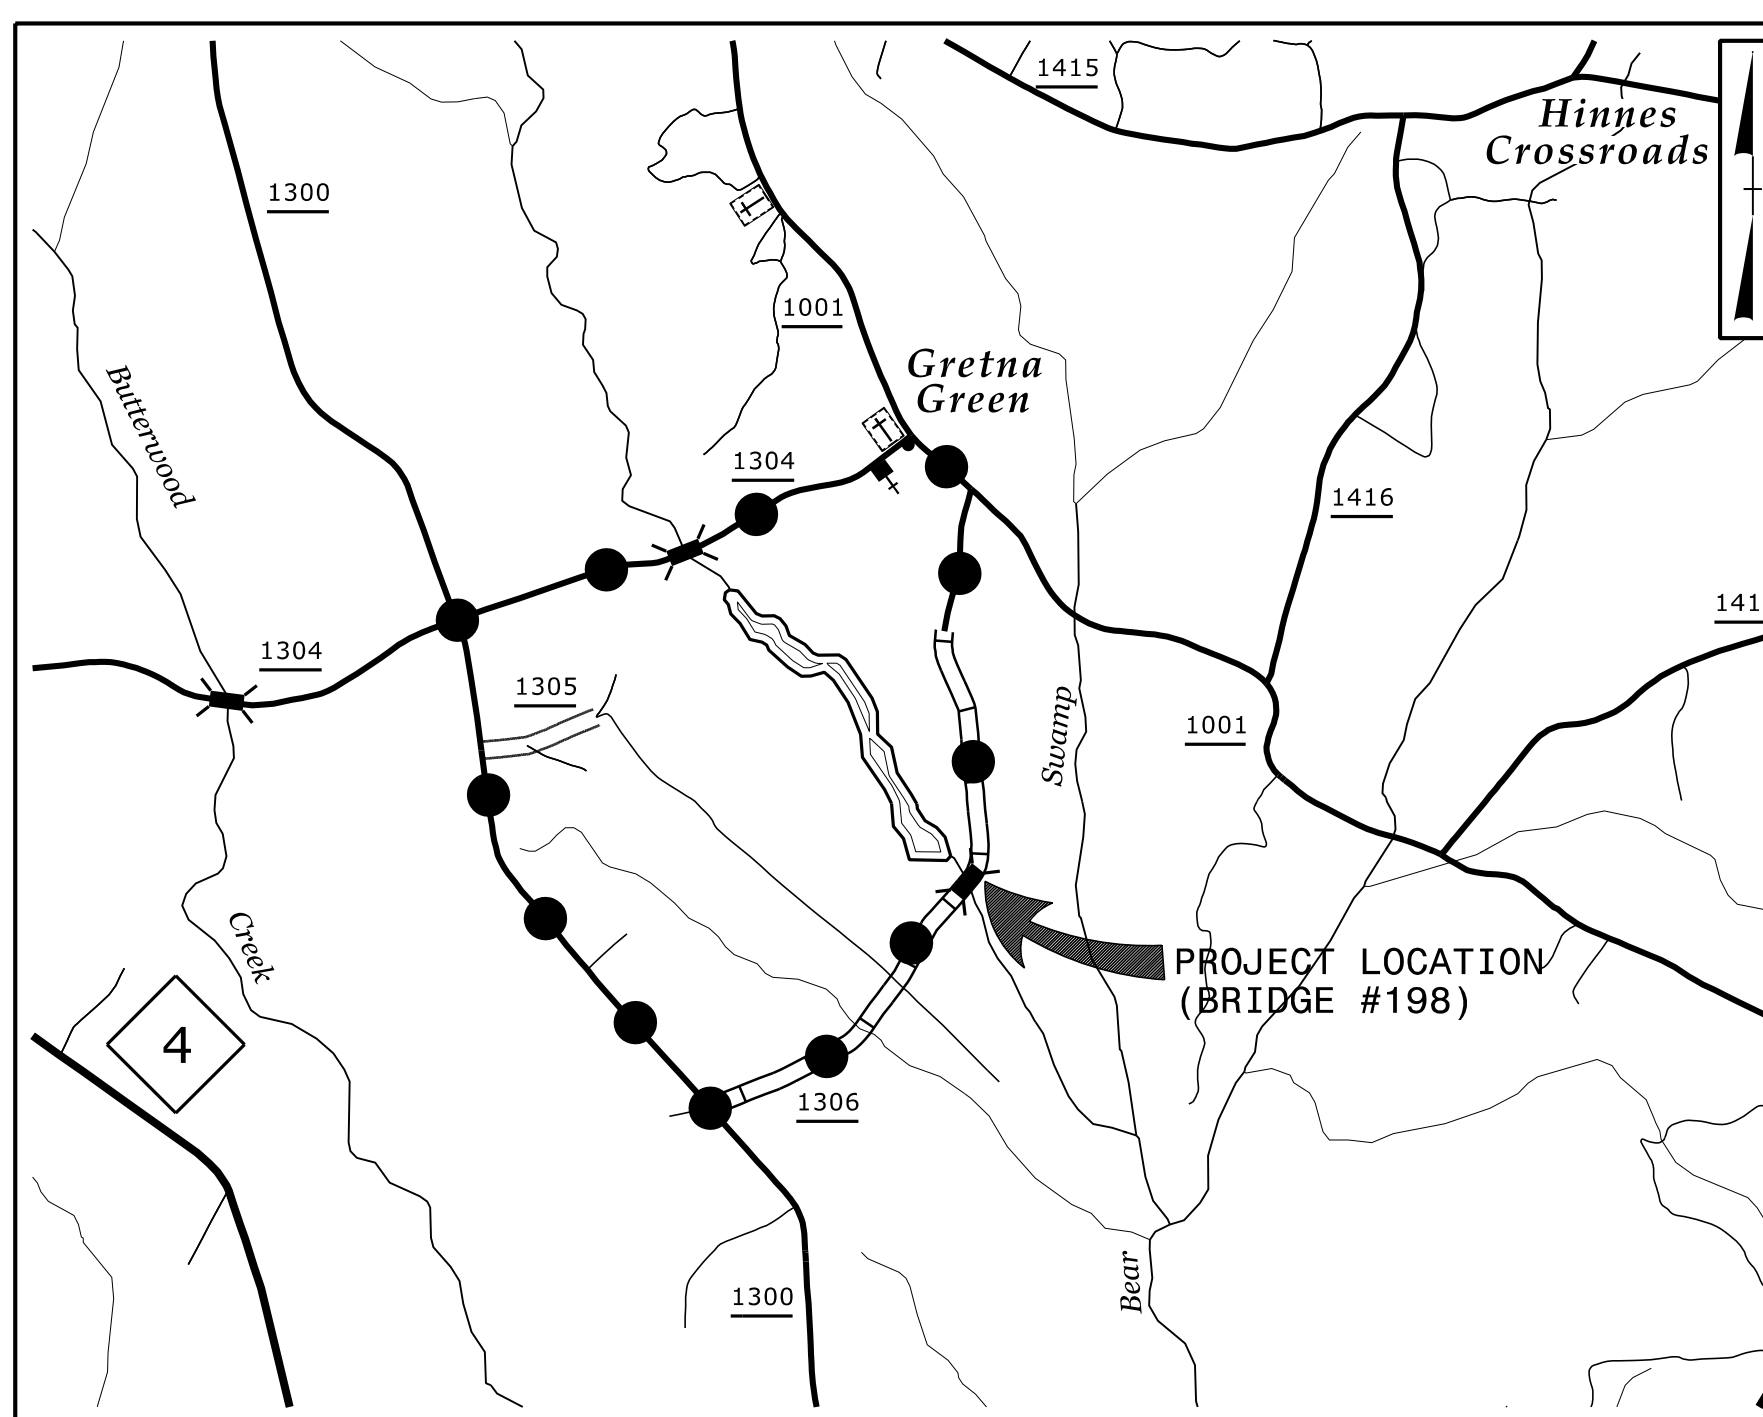 1415
Hinnes
Crossroads
1300
1001
Gretna
Green
Butterwood
1304
1416
141
1304
1305
Swamp
1001
Creek
PROJECT LOCATION
(BRIDGE #198)
4
1306
Bear
1300